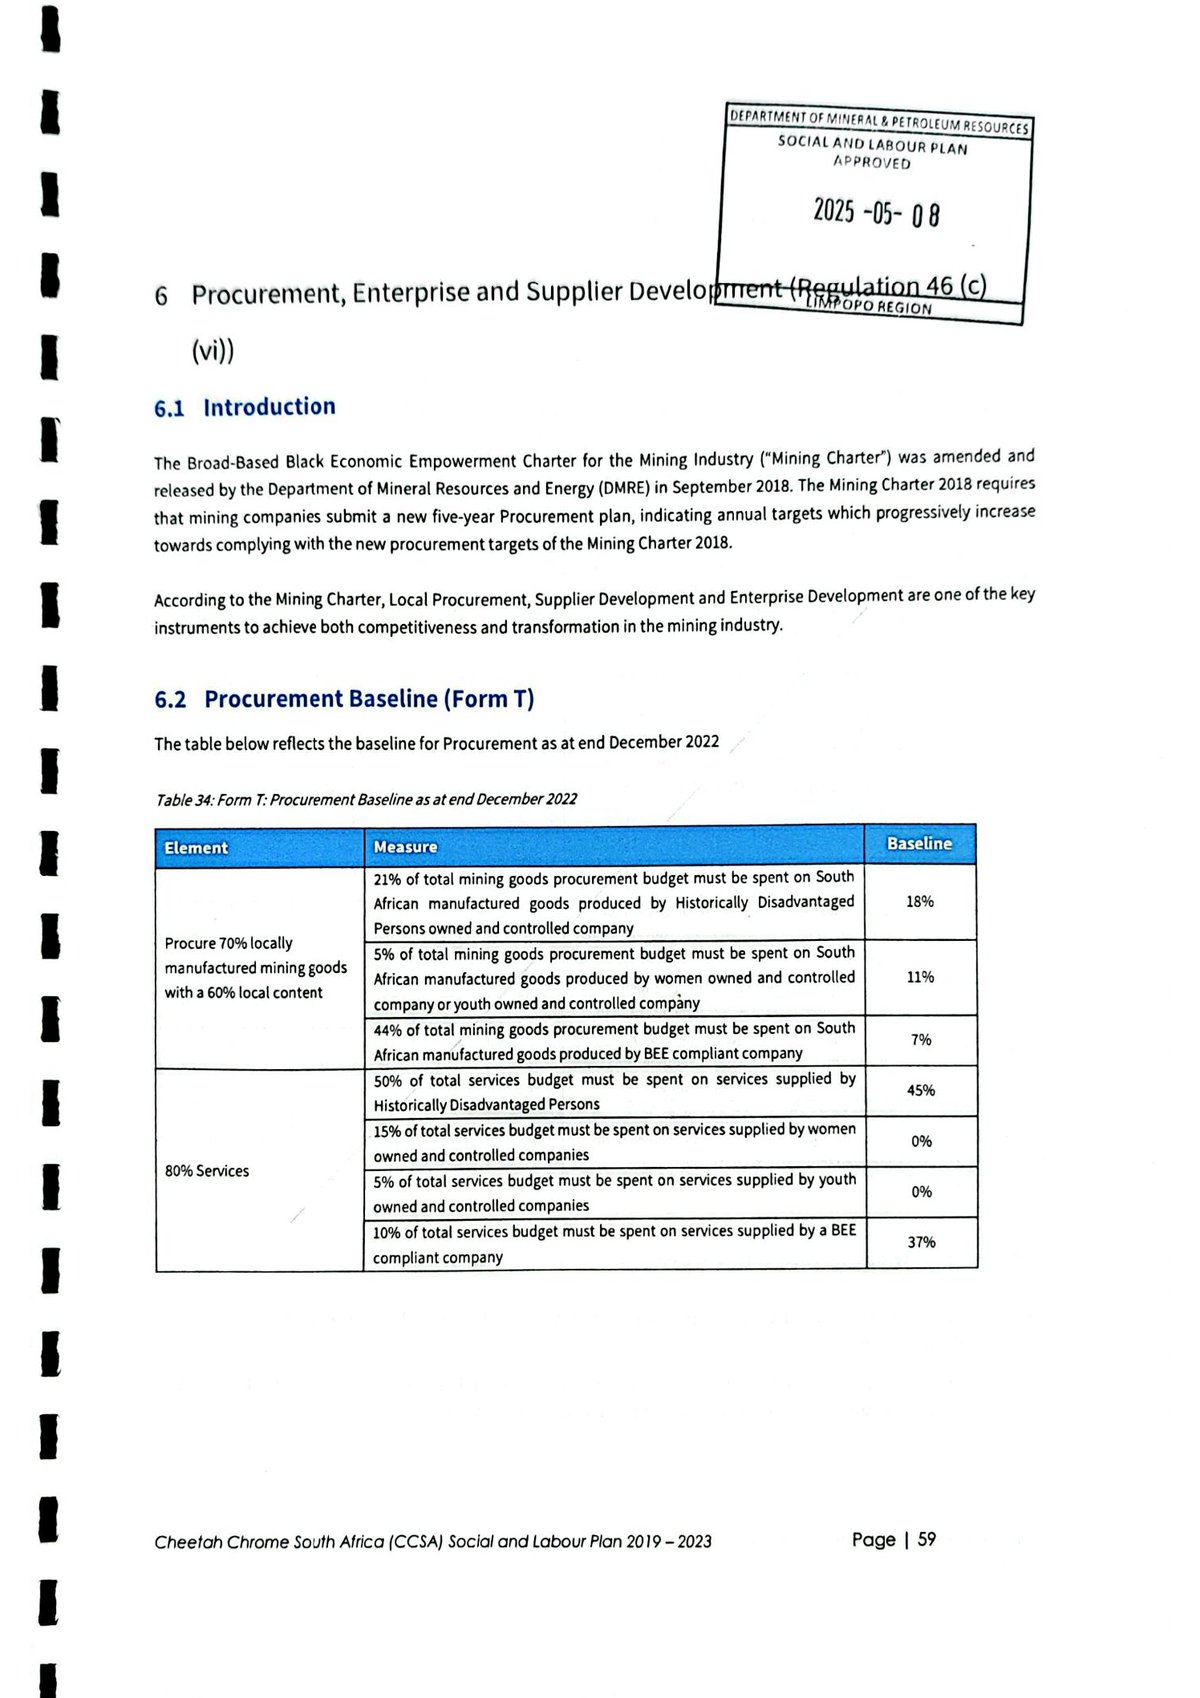 DEPARTMENT OF MINERAL & PETROLEUM RESOURCES
SOCIAL AND LABOUR PLAN
APPROVED
2025 -05- 08
LIMPOPO REGION
6 Procurement, Enterprise and Supplier Development (Regulation 46 (c)
(vi))
6.1 Introduction
The Broad-Based Black Economic Empowerment Charter for the Mining Industry (“Mining Charter”) was amended and
released by the Department of Mineral Resources and Energy (DMRE) in September 2018. The Mining Charter 2018 requires
that mining companies submit a new five-year Procurement plan, indicating annual targets which progressively increase
towards complying with the new procurement targets of the Mining Charter 2018.
According to the Mining Charter, Local Procurement, Supplier Development and Enterprise Development are one of the key
instruments to achieve both competitiveness and transformation in the mining industry.
6.2 Procurement Baseline (Form T)
The table below reflects the baseline for Procurement as at end December 2022
Table 34: Form T: Procurement Baseline as at end December 2022
Element Measure Baseline
Procure 70% locally
manufactured mining goods
with a 60% local content
21% of total mining goods procurement budget must be spent on South
African manufactured goods produced by Historically Disadvantaged
Persons owned and controlled company
18%
5% of total mining goods procurement budget must be spent on South
African manufactured goods produced by women owned and controlled
company or youth owned and controlled company
11%
44% of total mining goods procurement budget must be spent on South
African manufactured goods produced by BEE compliant company
7%
80% Services
50% of total services budget must be spent on services supplied by
Historically Disadvantaged Persons
45%
15% of total services budget must be spent on services supplied by women
owned and controlled companies
0%
5% of total services budget must be spent on services supplied by youth
owned and controlled companies
0%
10% of total services budget must be spent on services supplied by a BEE
compliant company
37%
Cheetah Chrome South Africa (CCSA) Social and Labour Plan 2019 – 2023
Page | 59